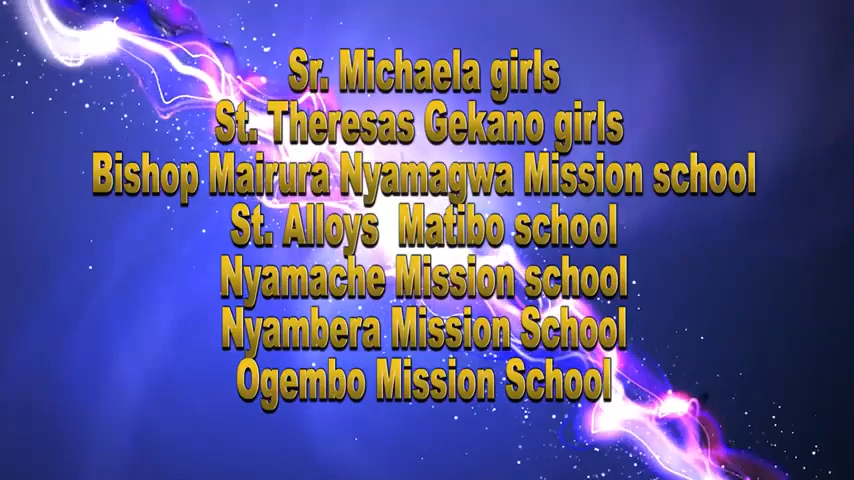 Sr. Michaela girls
St. Theresas Gekano girls
Bishop Mairura Nyamagwa Mission school
St. Alloys Matibo school
Nyamache Mission school
Nyambera Mission School
Ogembo Mission School